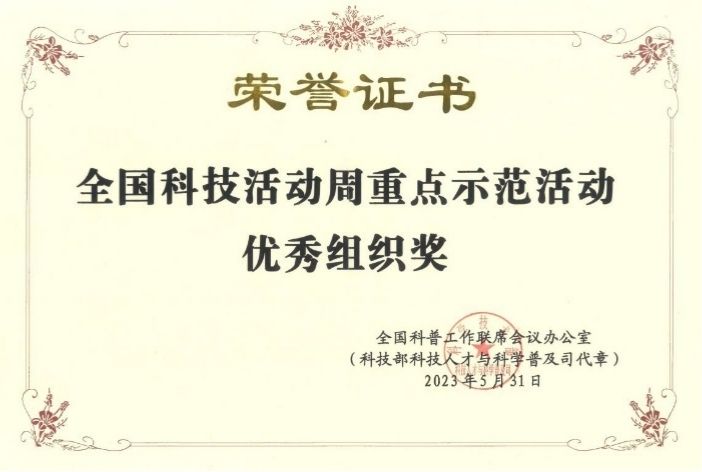 荣誉证书
全国科技活动周重点示范活动
优秀组织奖
全国科普工作联席会议办公室
（科技部科技人才与科学普及司代章）
2023年5月31日